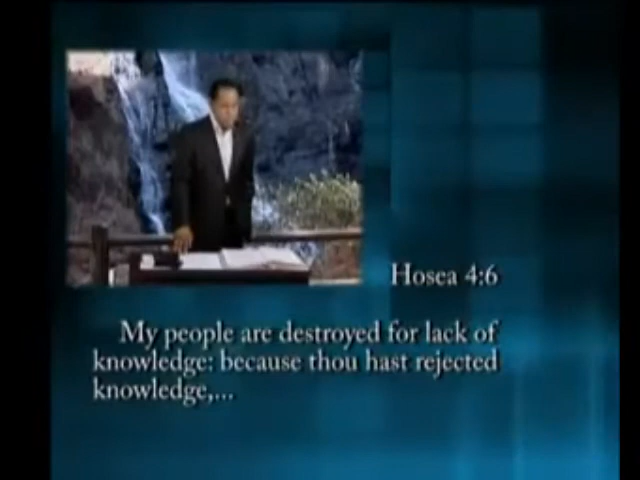 Hosea 4:6
My people are destroyed for lack of
knowledge: because thou hast rejected
knowledge,...